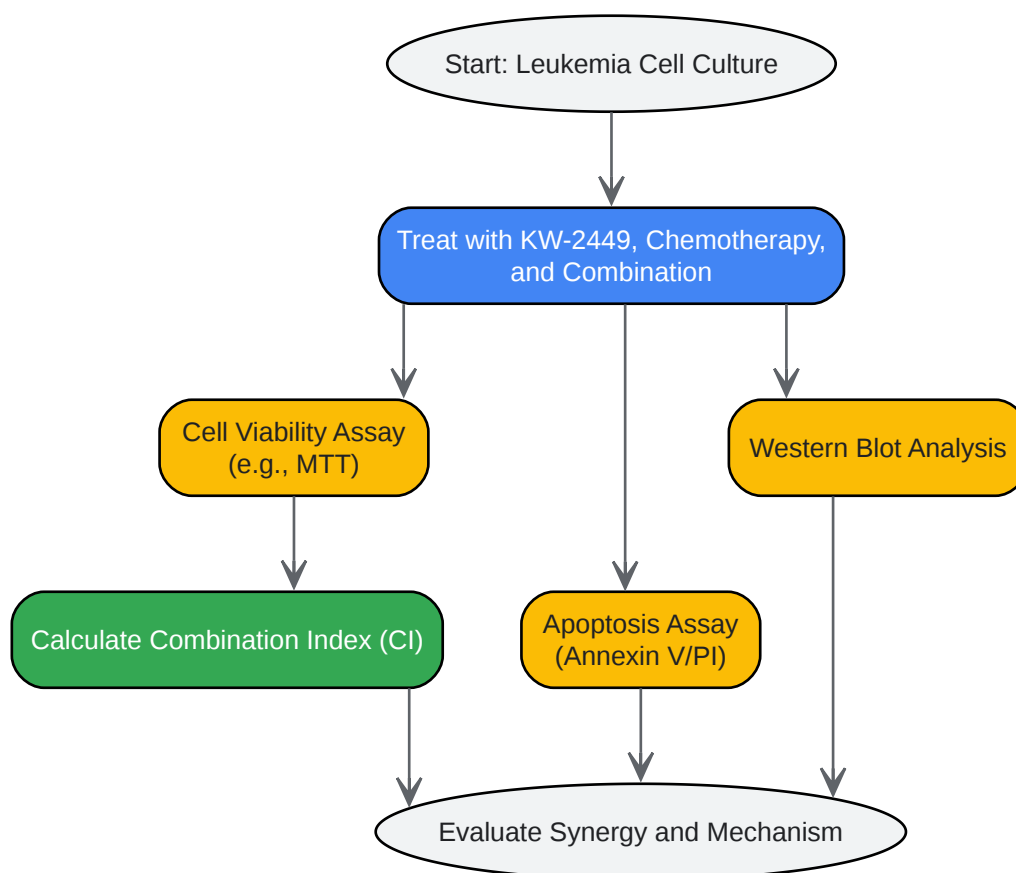 Start: Leukemia Cell Culture
Treat with KW-2449, Chemotherapy,
and Combination
Cell Viability Assay
(e.g., MTT)
Western Blot Analysis
Calculate Combination Index (CI)
Apoptosis Assay
(Annexin V/PI)
Evaluate Synergy and Mechanism